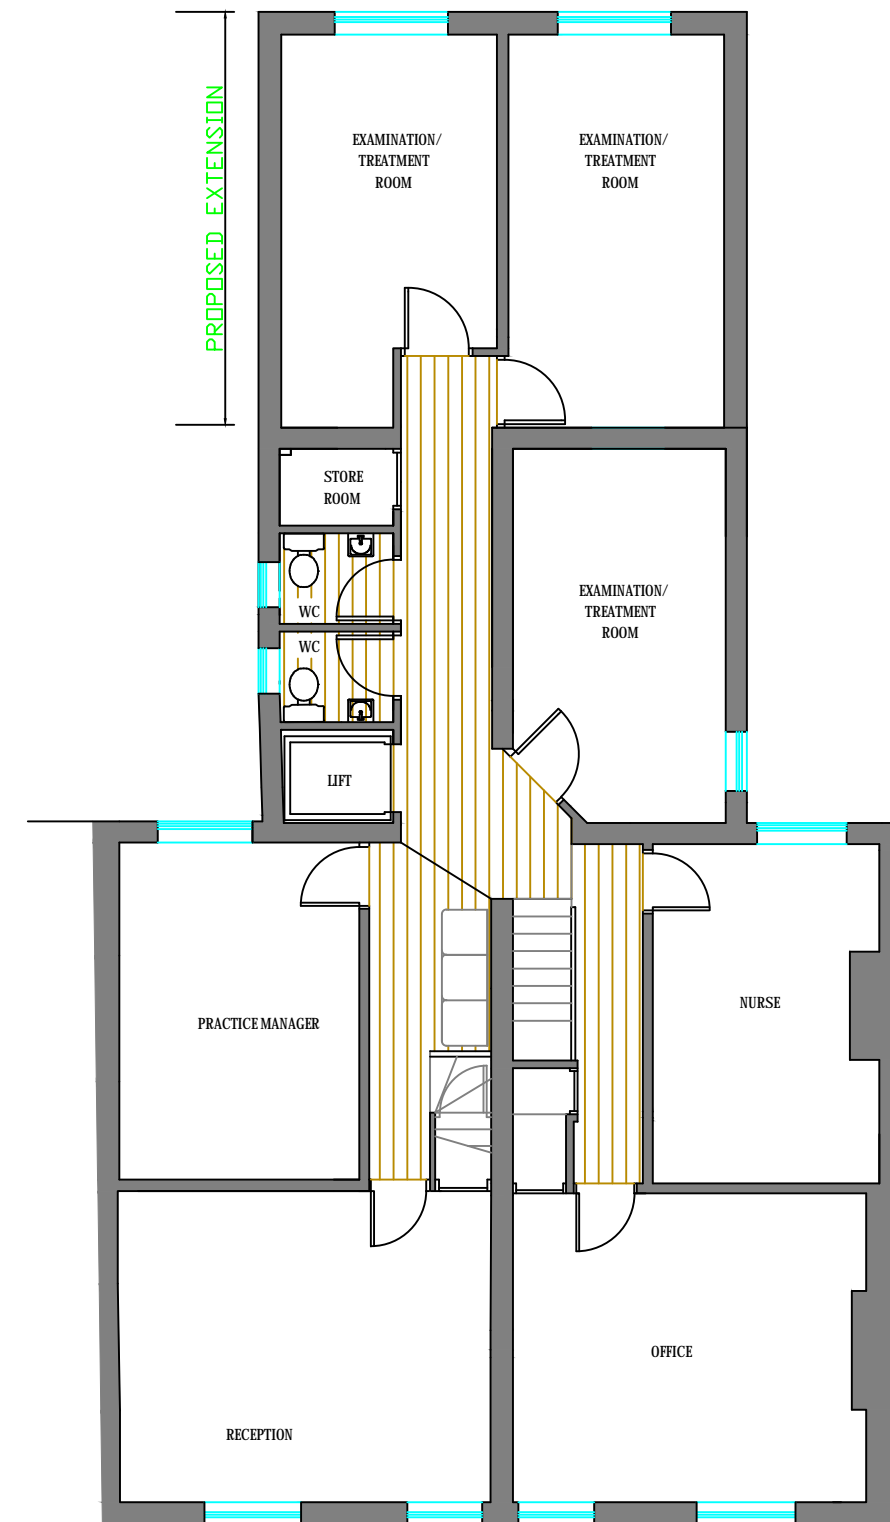 PROPOSED EXTENSION
EXAMINATION/
TREATMENT
ROOM
EXAMINATION/
TREATMENT
ROOM
STORE
ROOM
WC
WC
EXAMINATION/
TREATMENT
ROOM
LIFT
PRACTICE MANAGER
NURSE
OFFICE
RECEPTION